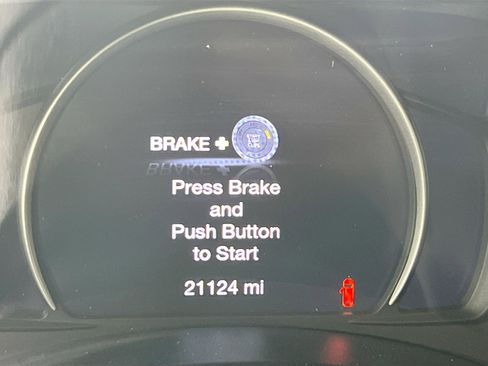 BRAKE +
Press Brake
and
Push Button
to Start
21124 mi